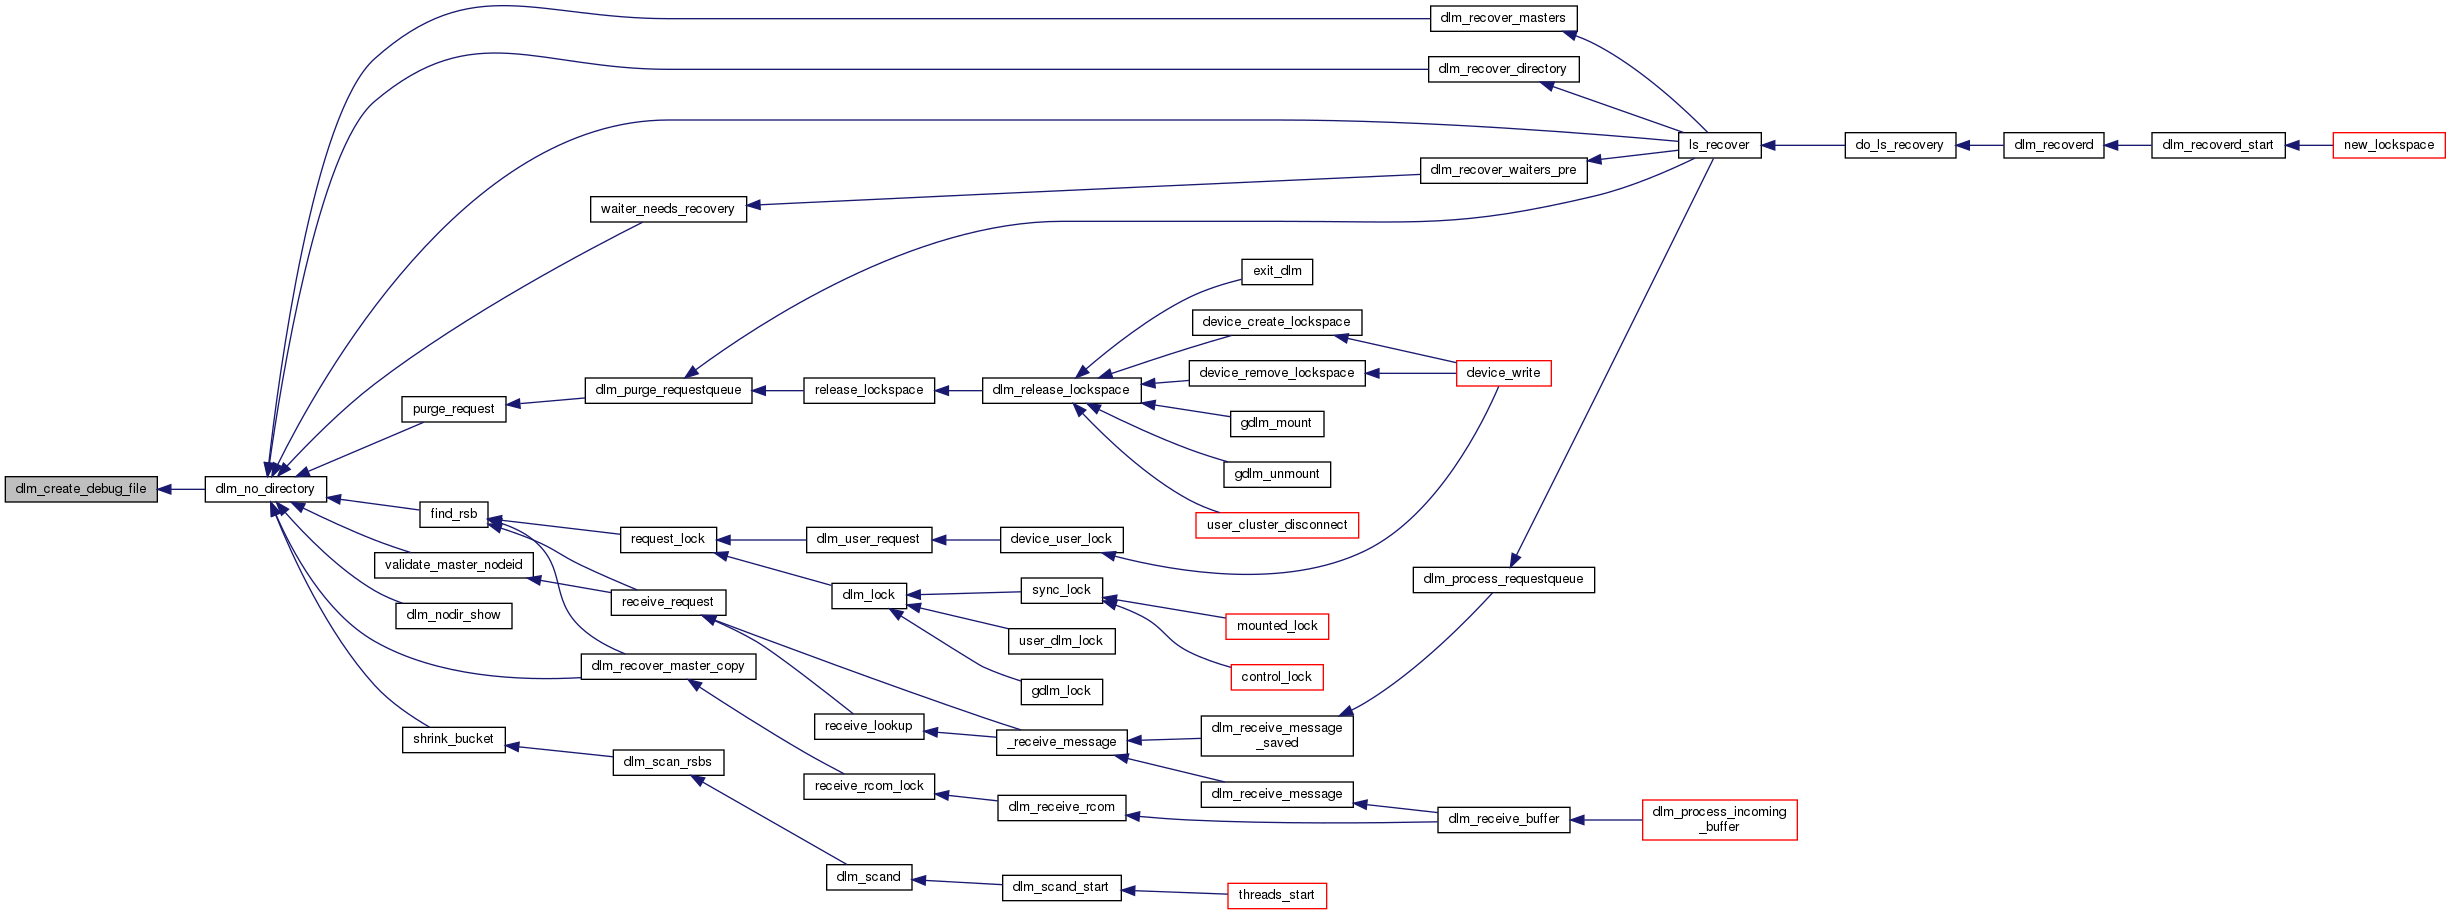 dlm_recover_masters
dlm_recover_directory
ls_recover
do_ls_recovery
dlm_recoverd
dlm_recoverd_start
new_lockspace
dlm_recover_waiters_pre
waiter_needs_recovery
exit_dlm
device_create_lockspace
device_remove_lockspace
device_write
dlm_purge_requestqueue
release_lockspace
dlm_release_lockspace
purge_request
gdlm_mount
gdlm_unmount
dlm_create_debug_file
dlm_no_directory
find_rsb
user_cluster_disconnect
request_lock
dlm_user_request
device_user_lock
validate_master_nodeid
dlm_process_requestqueue
dlm_lock
sync_lock
receive_request
dlm_nodir_show
mounted_lock
user_dlm_lock
dlm_recover_master_copy
control_lock
gdlm_lock
receive_lookup
shrink_bucket
_receive_message
dlm_receive_message
_saved
dlm_scan_rsbs
receive_rcom_lock
dlm_receive_message
dlm_receive_rcom
dlm_receive_buffer
dlm_process_incoming
_buffer
dlm_scand
dlm_scand_start
threads_start